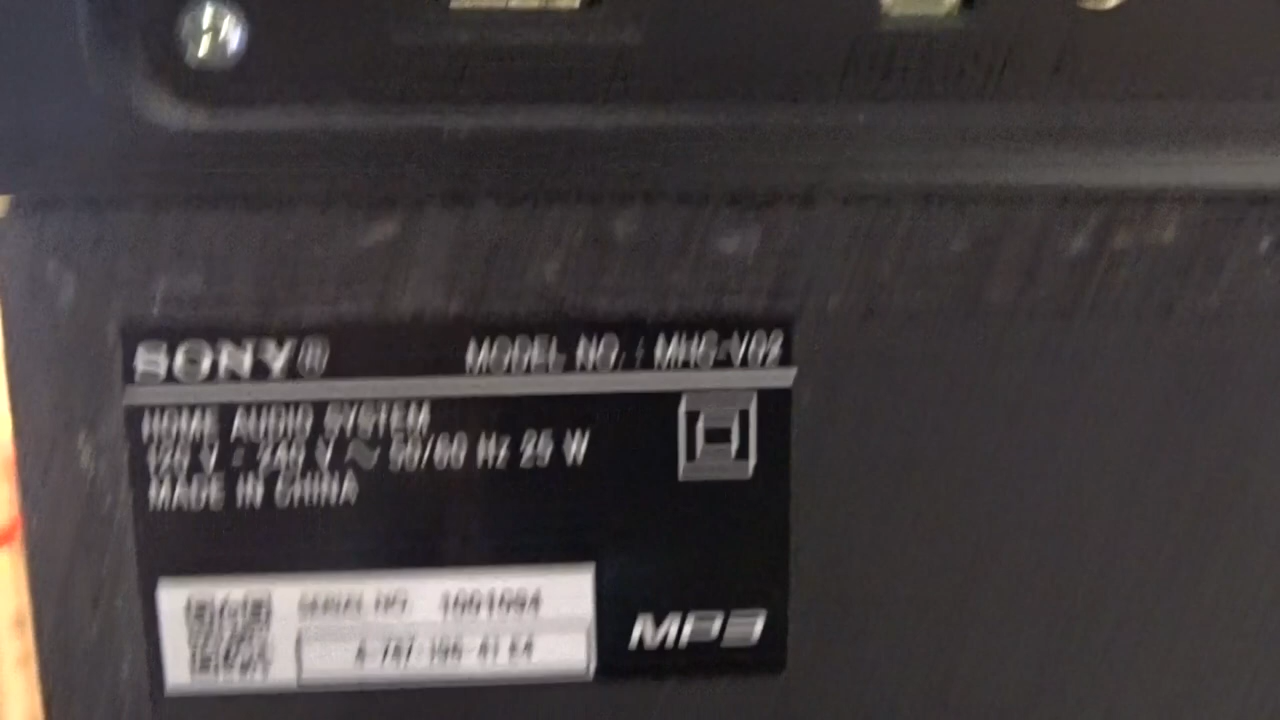 SONY®
MODEL NO. : MHC-V02
HOME AUDIO SYSTEM
120 V - 240 V ~ 50/60 Hz 25 W
MADE IN CHINA
SERIAL NO.
MP3